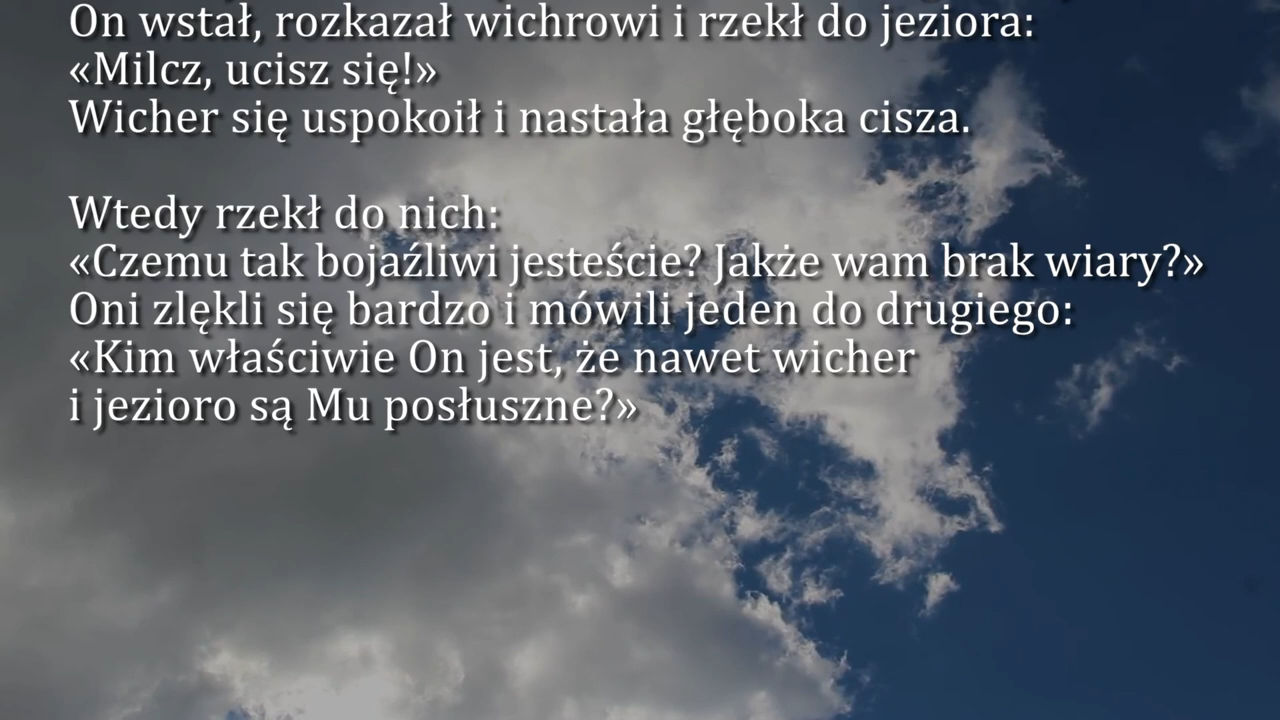 On wstał, rozkazał wichrowi i rzekł do jeziora:
«Milcz, ucisz się!»
Wicher się uspokoił i nastała głęboka cisza.
Wtedy rzekł do nich:
«Czemu tak bojaźliwi jesteście? Jakże wam brak wiary?»
Oni zlękli się bardzo i mówili jeden do drugiego:
«Kim właściwie On jest, że nawet wicher
i jezioro są Mu posłuszne?»